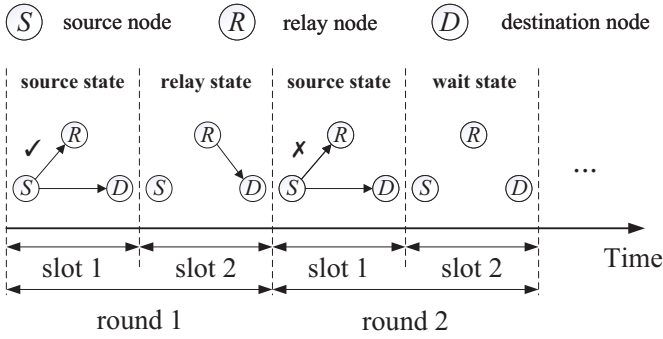 S source node R relay node D destination node
source state relay state source state wait state
✓ R R ✗ R R ...
S D S D S D S D
slot 1 slot 2 slot 1 slot 2 Time
round 1 round 2